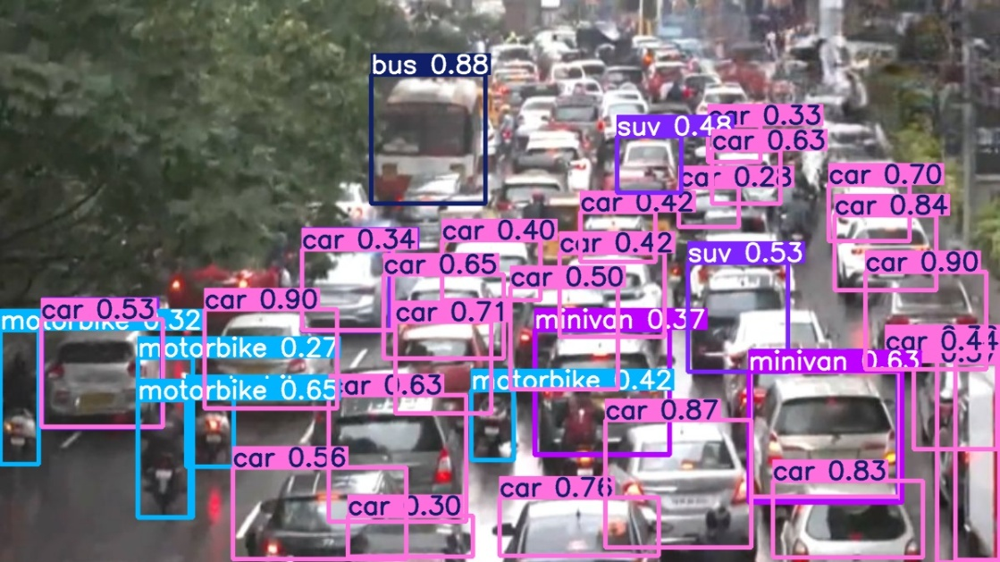 bus 0.88
suv 0.48
car 0.33
car 0.63
car 0.28
car 0.70
car 0.42
car 0.84
car 0.40
car 0.34
car 0.42
suv 0.53
car 0.65
car 0.90
car 0.50
car 0.53
car 0.90
car 0.71
motorbike 0.32
minivan 0.37
motorbike 0.27
car 0.44
minivan 0.63
motorbike 0.65
car 0.63
motorbike 0.42
car 0.87
car 0.56
car 0.83
car 0.76
car 0.30